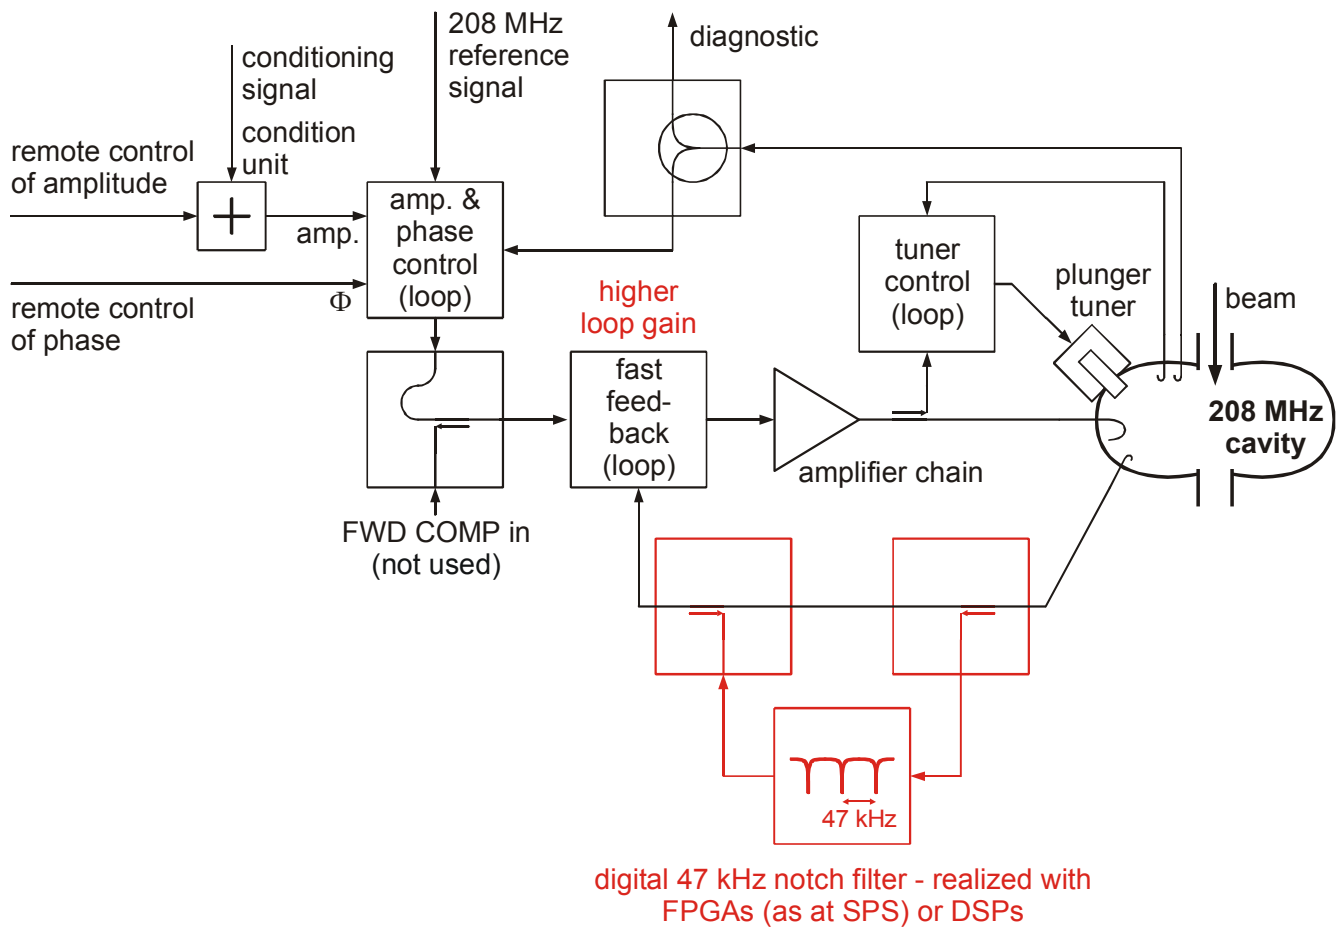 208 MHz
reference
signal
diagnostic
conditioning
signal
condition
unit
remote control
of amplitude
+
amp.
amp. &
phase
control
(loop)
remote control
of phase
Φ
higher
loop gain
tuner
control
(loop)
plunger
tuner
beam
fast
feed-
back
(loop)
208 MHz
cavity
amplifier chain
FWD COMP in
(not used)
47 kHz
digital 47 kHz notch filter - realized with
FPGAs (as at SPS) or DSPs